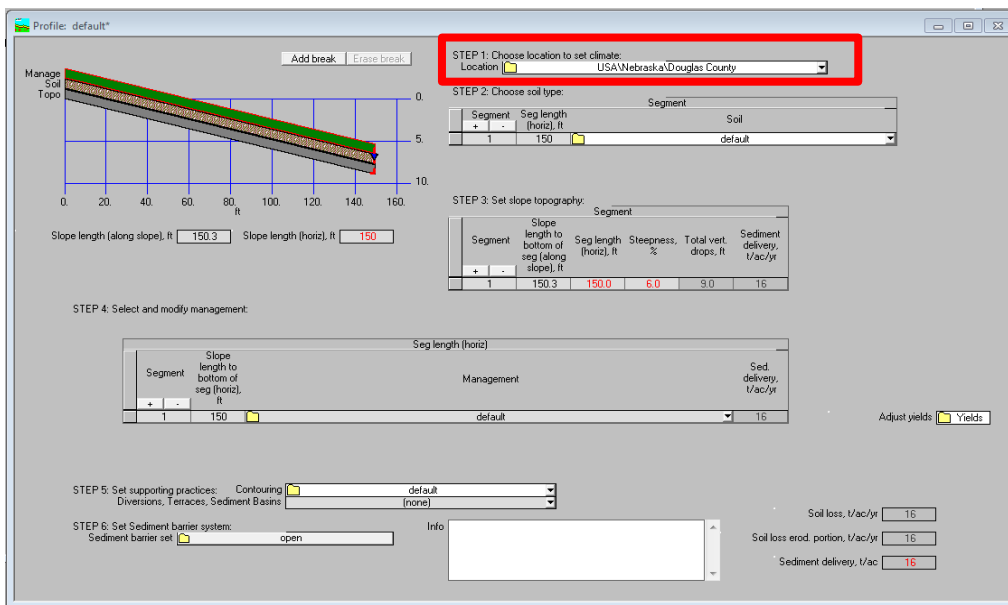 Profile: default*
Add break Erase break
Manage
Soil
Topo
0.
5.
10.
0. 20. 40. 60. 80. 100. 120. 140. 160.
ft
Slope length (along slope), ft 150.3 Slope length (horiz), ft 150
STEP 1: Choose location to set climate:
Location USA\Nebraska\Douglas County
STEP 2: Choose soil type:
Segment
Segment Seg length (horiz), ft Soil
+ -
1 150 default
STEP 3: Set slope topography:
Segment
Segment Slope length to bottom of seg (along slope), ft Seg length (horiz), ft Steepness, % Total vert. drops, ft Sediment delivery, t/ac/yr
+ -
1 150.3 150.0 6.0 9.0 16
STEP 4: Select and modify management:
Seg length (horiz)
Segment Slope length to bottom of seg (horiz), ft Management Sed. delivery, t/ac/yr
+ -
1 150 default 16
Adjust yields Yields
STEP 5: Set supporting practices: Contouring default
Diversions, Terraces, Sediment Basins (none)
STEP 6: Set Sediment barrier system:
Sediment barrier set open
Info
Soil loss, t/ac/yr 16
Soil loss erod. portion, t/ac/yr 16
Sediment delivery, t/ac 16